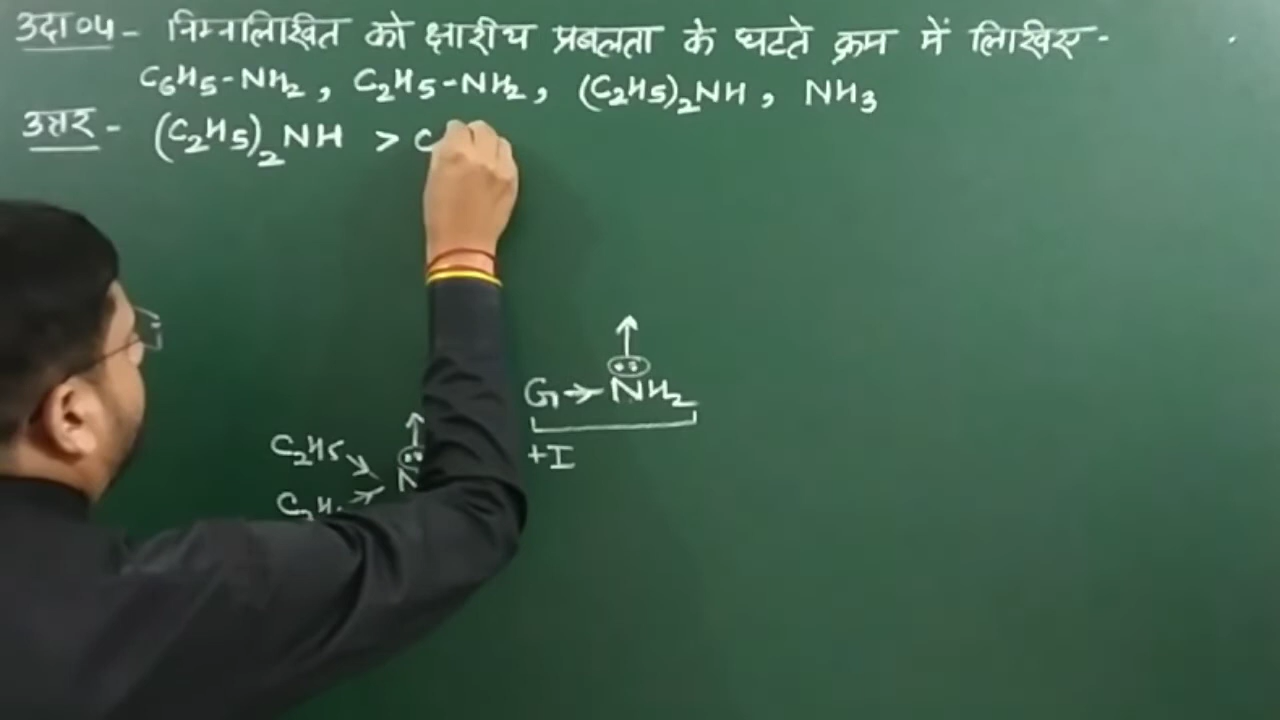 उदा०५- निम्नलिखित को क्षारीय प्रबलता के घटते क्रम में लिखिए-
C₆H₅-NH₂, C₂H₅-NH₂, (C₂H₅)₂NH, NH₃
उत्तर- (C₂H₅)₂NH > C
G→NH₂
+I
C₂H₅
N
C₂H